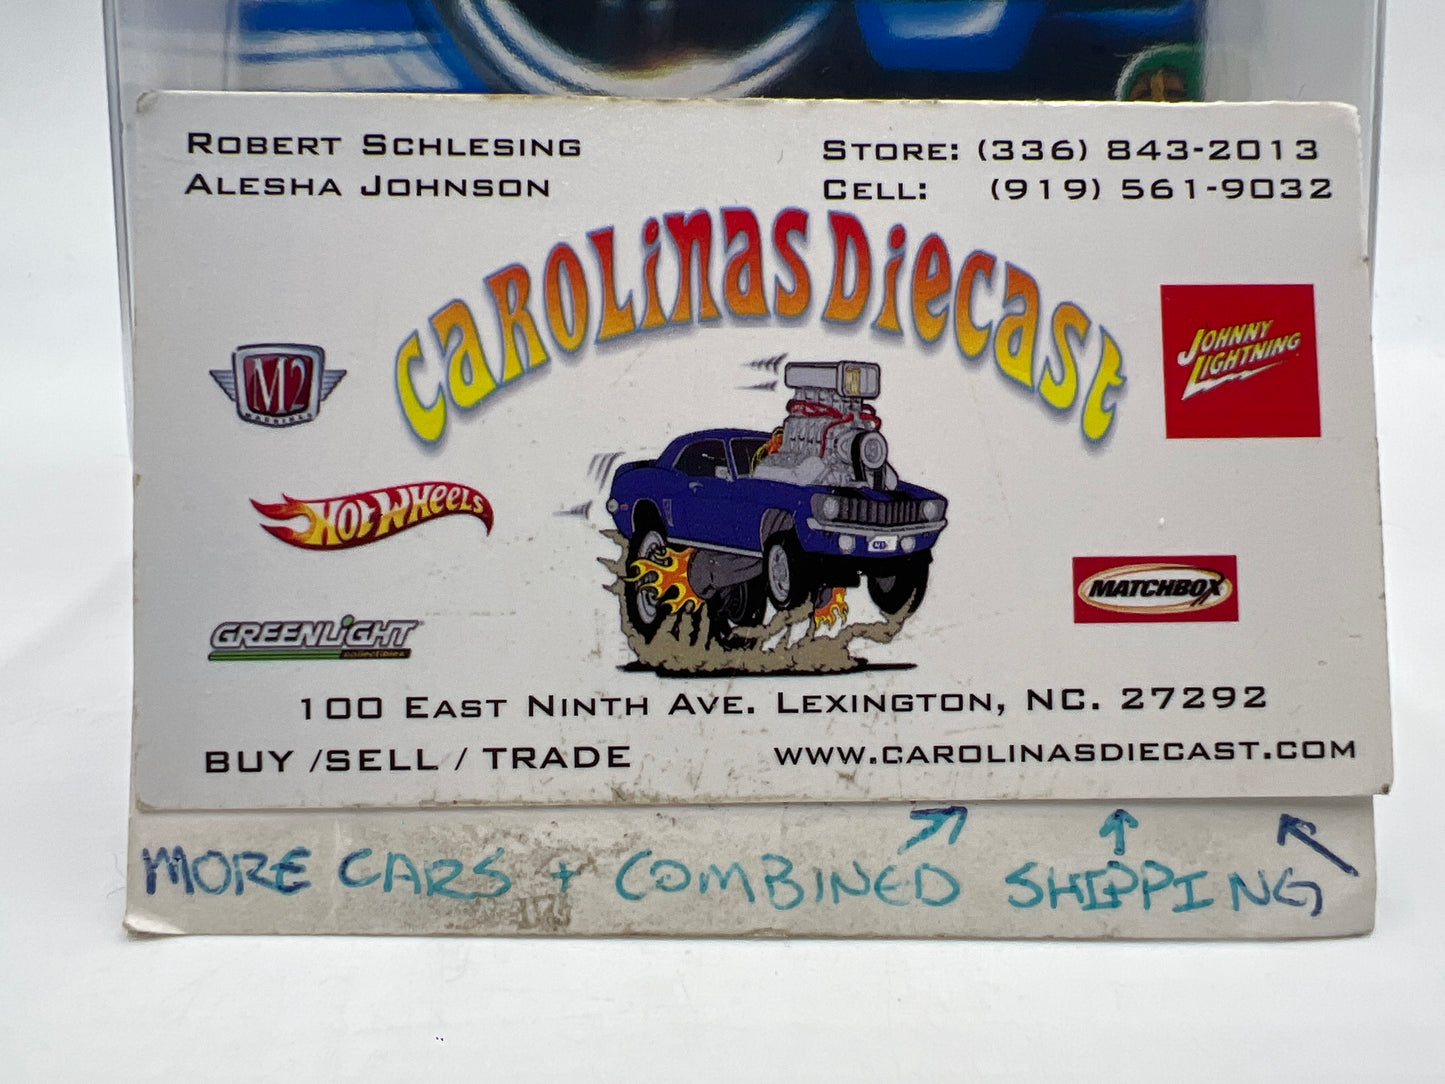 ROBERT SCHLESING
ALESHA JOHNSON
STORE: (336) 843-2013
CELL: (919) 561-9032
CAROLINAS DIECAST
M2
MACHINES
JOHNNY
LIGHTNING
HOT WHEELS
MATCHBOX
GREENLIGHT
collectibles
100 EAST NINTH AVE. LEXINGTON, NC. 27292
BUY /SELL / TRADE
WWW.CAROLINASDIECAST.COM
MORE CARS + COMBINED SHIPPING